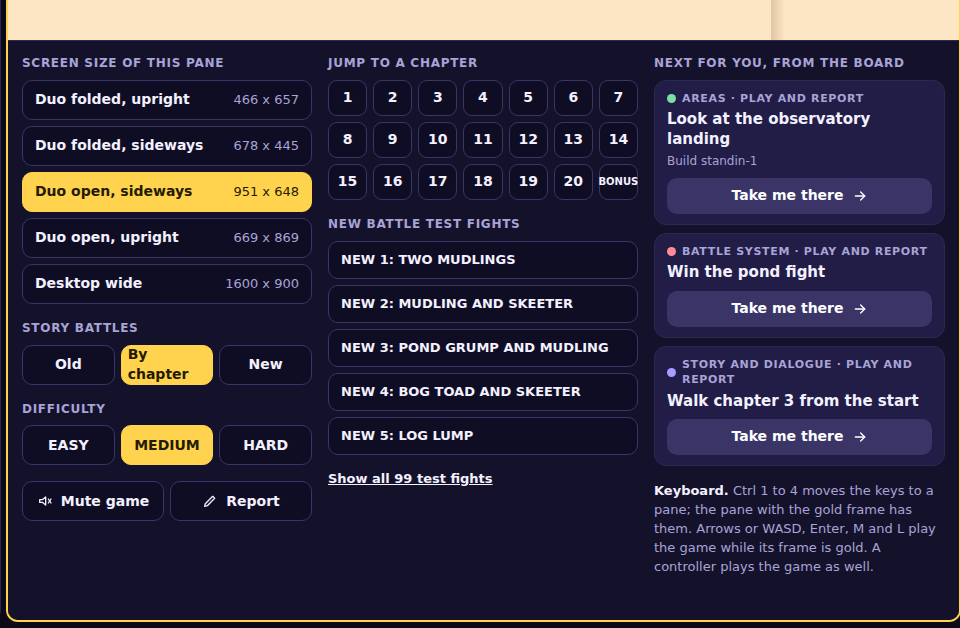 SCREEN SIZE OF THIS PANE
Duo folded, upright 466 x 657
Duo folded, sideways 678 x 445
Duo open, sideways 951 x 648
Duo open, upright 669 x 869
Desktop wide 1600 x 900
STORY BATTLES
Old
By
chapter
New
DIFFICULTY
EASY MEDIUM HARD
Mute game Report
JUMP TO A CHAPTER
1 2 3 4 5 6 7
8 9 10 11 12 13 14
15 16 17 18 19 20 BONUS
NEW BATTLE TEST FIGHTS
NEW 1: TWO MUDLINGS
NEW 2: MUDLING AND SKEETER
NEW 3: POND GRUMP AND MUDLING
NEW 4: BOG TOAD AND SKEETER
NEW 5: LOG LUMP
Show all 99 test fights
NEXT FOR YOU, FROM THE BOARD
AREAS · PLAY AND REPORT
Look at the observatory
landing
Build standin-1
Take me there →
BATTLE SYSTEM · PLAY AND REPORT
Win the pond fight
Take me there →
STORY AND DIALOGUE · PLAY AND
REPORT
Walk chapter 3 from the start
Take me there →
Keyboard. Ctrl 1 to 4 moves the keys to a
pane; the pane with the gold frame has
them. Arrows or WASD, Enter, M and L play
the game while its frame is gold. A
controller plays the game as well.